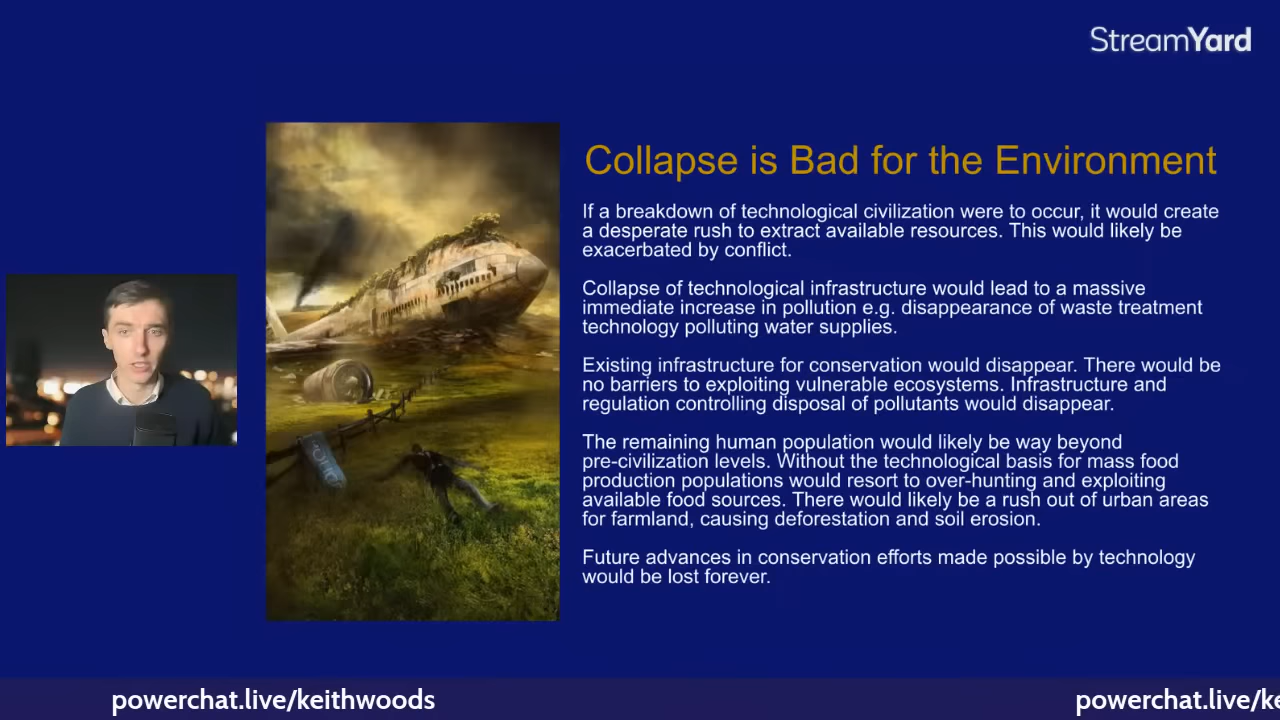 StreamYard
Collapse is Bad for the Environment
If a breakdown of technological civilization were to occur, it would create
a desperate rush to extract available resources. This would likely be
exacerbated by conflict.
Collapse of technological infrastructure would lead to a massive
immediate increase in pollution e.g. disappearance of waste treatment
technology polluting water supplies.
Existing infrastructure for conservation would disappear. There would be
no barriers to exploiting vulnerable ecosystems. Infrastructure and
regulation controlling disposal of pollutants would disappear.
The remaining human population would likely be way beyond
pre-civilization levels. Without the technological basis for mass food
production populations would resort to over-hunting and exploiting
available food sources. There would likely be a rush out of urban areas
for farmland, causing deforestation and soil erosion.
Future advances in conservation efforts made possible by technology
would be lost forever.
powerchat.live/keithwoods
powerchat.live/ke